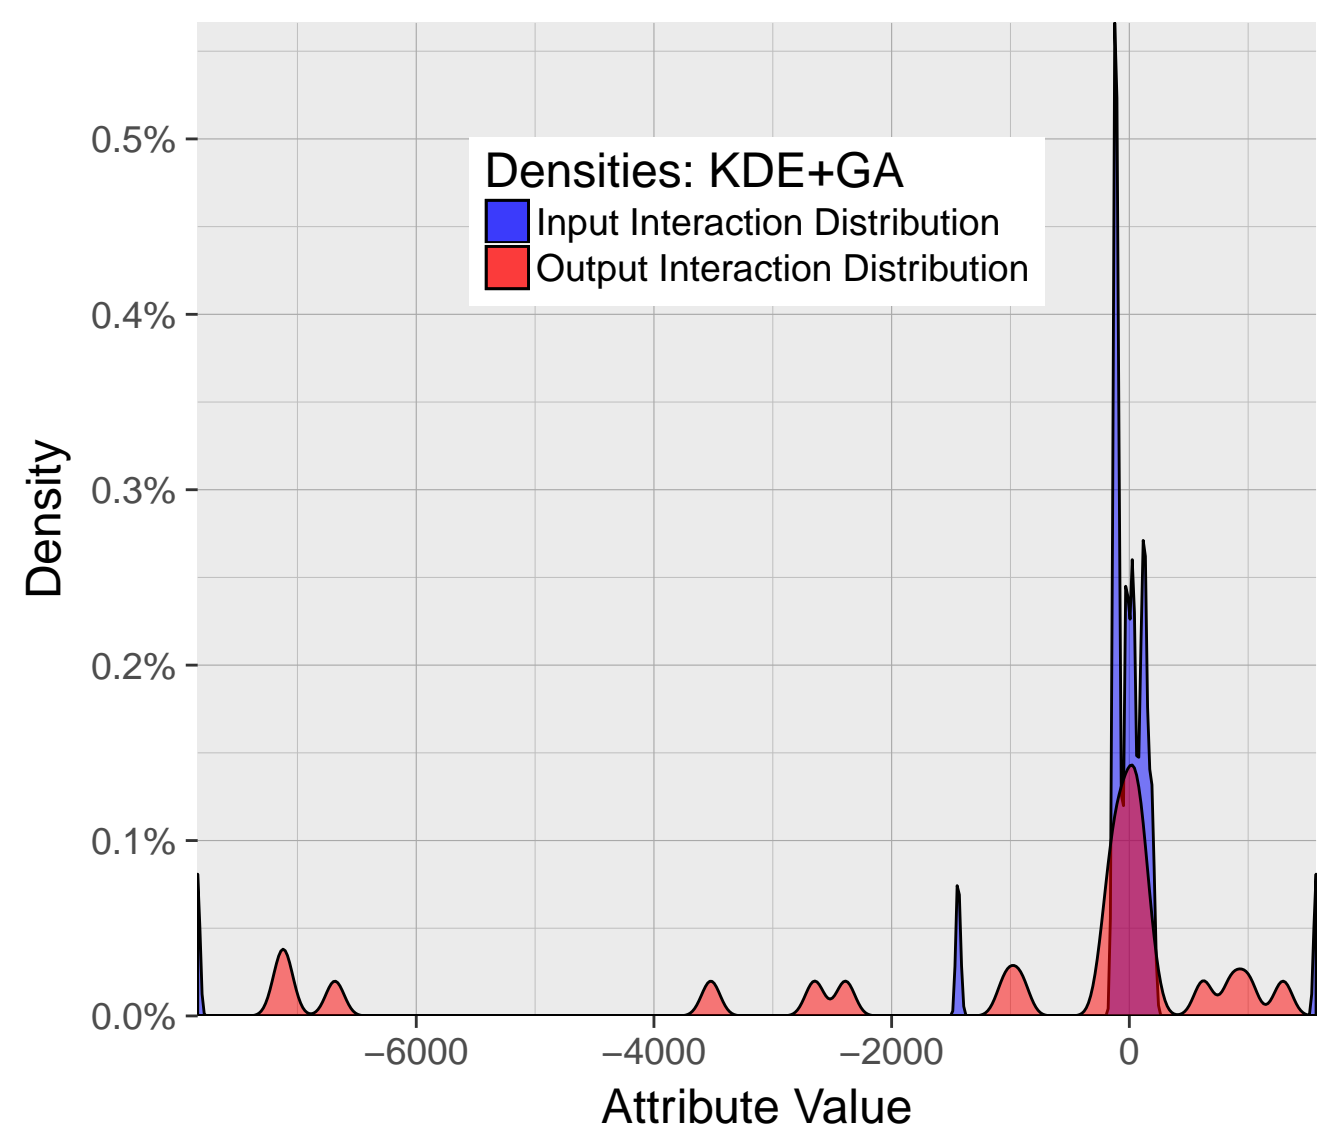 0.5%
0.4%
0.3%
0.2%
0.1%
0.0%
Density
Densities: KDE+GA
Input Interaction Distribution
Output Interaction Distribution
−6000
−4000
−2000
0
Attribute Value